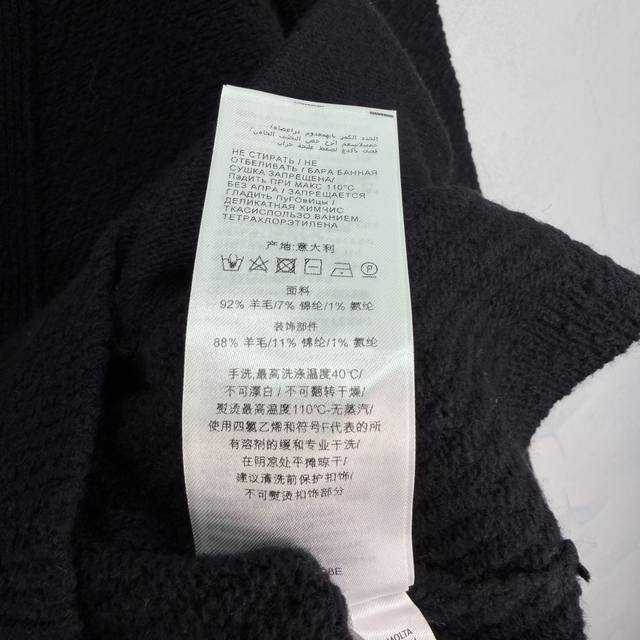 НЕ СТИРАТЬ / НЕ
ОТБЕЛИВАТЬ / БАРА БАННАЯ
СУШКА ЗАПРЕЩЕНА/
ГЛАДИТЬ ПРИ МАКС 110°С
БЕЗ АПРА / ЗАПРЕЩАЕТСЯ
ГЛАДИТЬ ПУГОВИЦЫ /
ДЕЛИКАТНАЯ ХИМЧИС
ТКАСИСПОЛЬЗО ВАНИЕМ.
ТЕТРАХЛОРЭТИЛЕНА
产地:意大利
P
面料
92% 羊毛/7% 锦纶/1% 氨纶
装饰部件
88% 羊毛/11% 锦纶/1% 氨纶
手洗,最高洗涤温度40℃/
不可漂白/不可翻转干燥/
熨烫最高温度110℃-无蒸汽/
使用四氯乙烯和符号F代表的所
有溶剂的缓和专业干洗/
在阴凉处平摊晾干/
建议清洗前保护扣饰/
不可熨烫扣饰部分
MOLTA